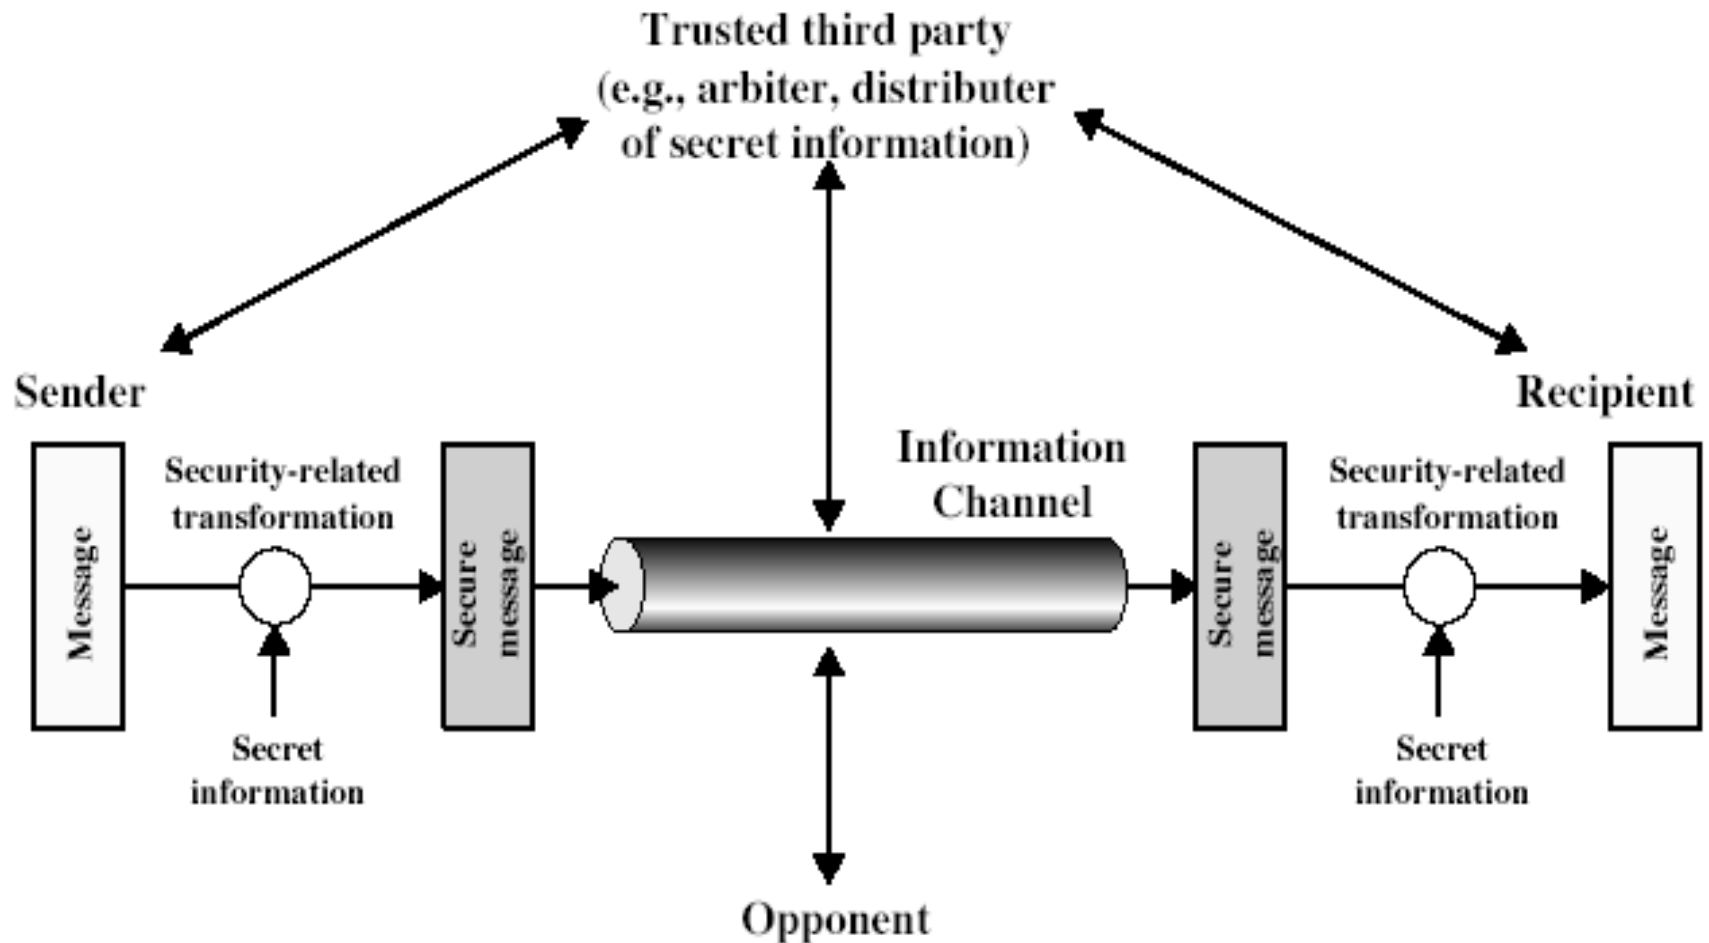 Trusted third party
(e.g., arbiter, distributer
of secret information)
Sender
Recipient
Information
Channel
Security-related
transformation
Security-related
transformation
Message
Secure
message
Secure
message
Message
Secret
information
Secret
information
Opponent